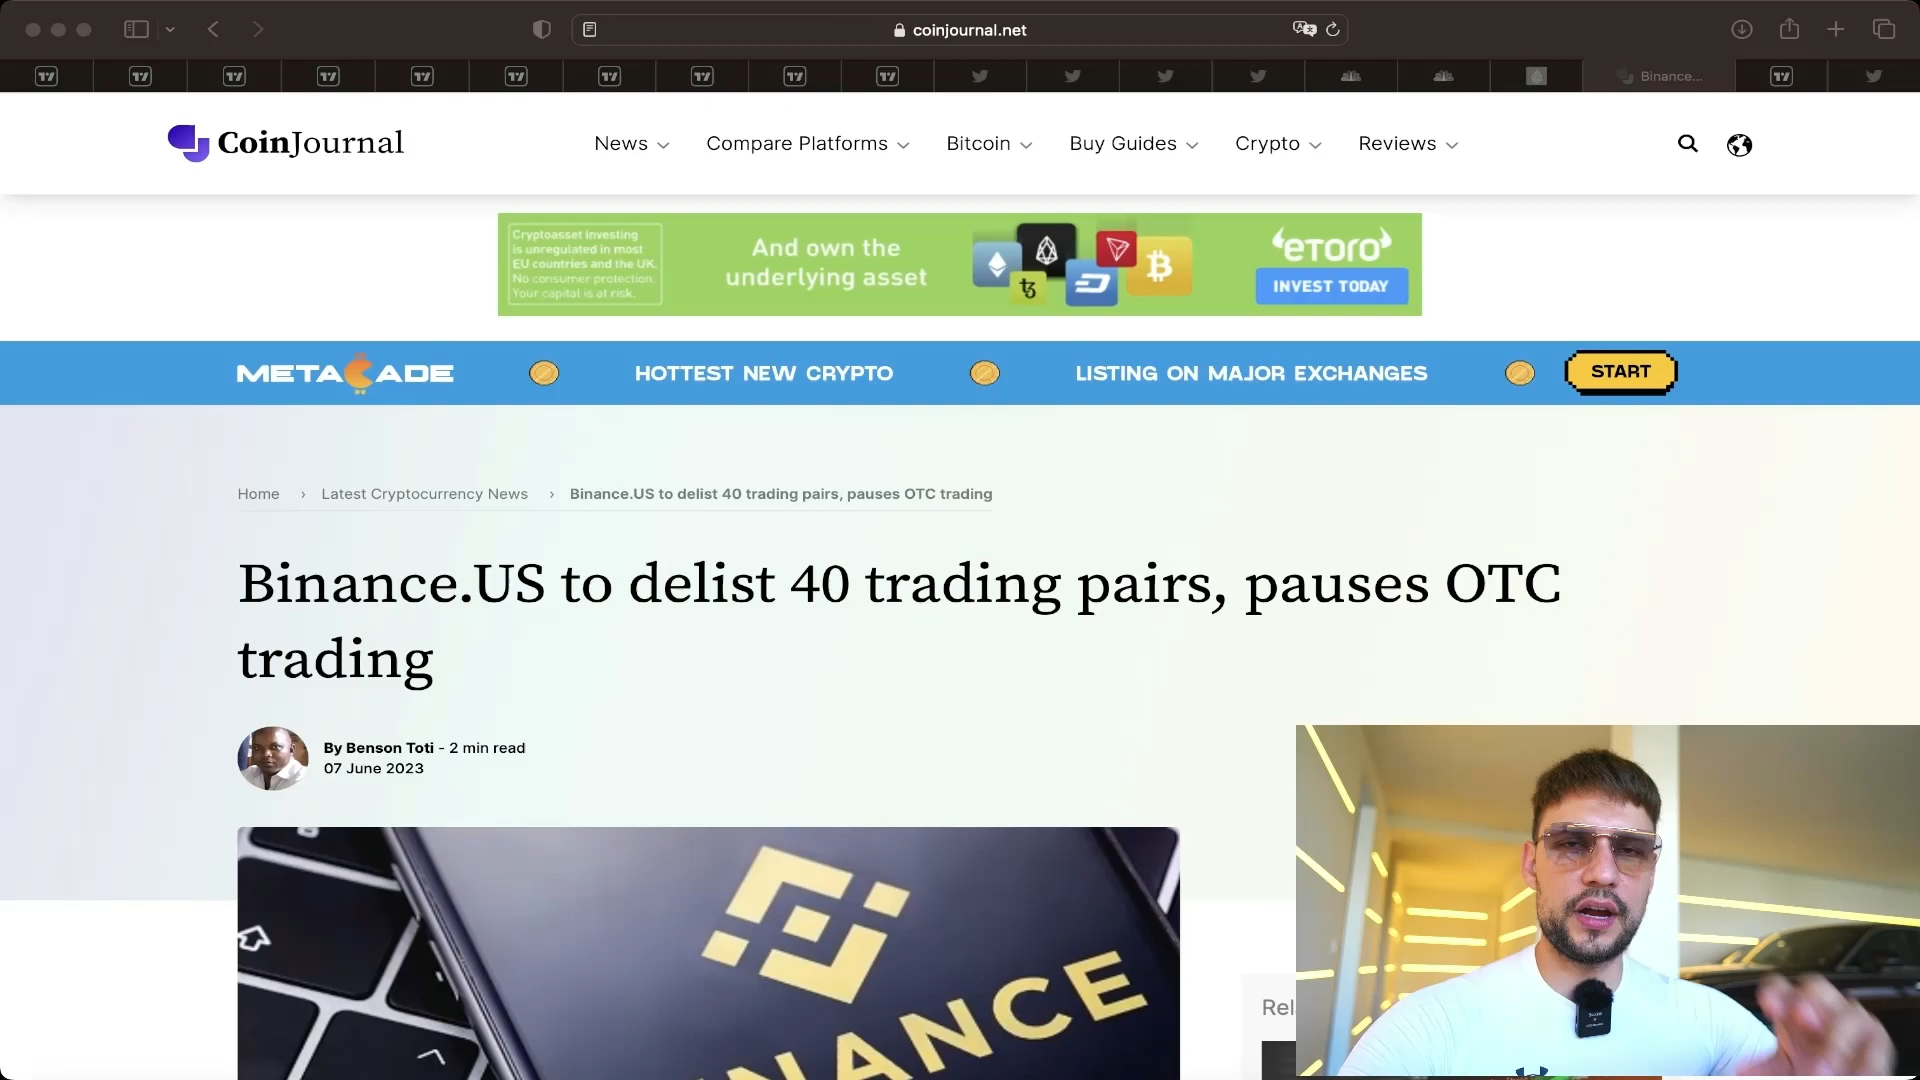 coinjournal.net
Binance...
CoinJournal
News
Compare Platforms
Bitcoin
Buy Guides
Crypto
Reviews
Cryptoasset investing
is unregulated in most
EU countries and the UK.
No consumer protection.
Your capital is at risk.
And own the
underlying asset
eTORO
INVEST TODAY
METACADE
HOTTEST NEW CRYPTO
LISTING ON MAJOR EXCHANGES
START
Home › Latest Cryptocurrency News › Binance.US to delist 40 trading pairs, pauses OTC trading
Binance.US to delist 40 trading pairs, pauses OTC
trading
By Benson Toti - 2 min read
07 June 2023
NANCE
Rel